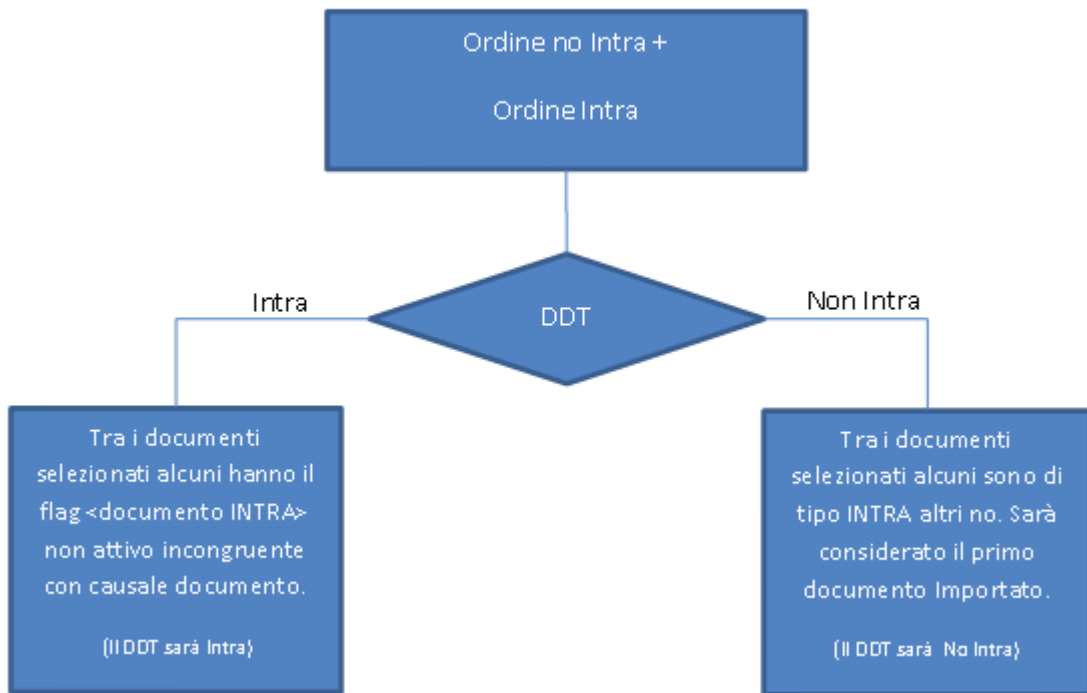 Ordine no Intra +
Ordine Intra
Intra
DDT
Non Intra
Tra i documenti
selezionati alcuni hanno il
flag <documento INTRA>
non attivo incongruente
con causale documento.
(Il DDT sarà Intra)
Tra i documenti
selezionati alcuni sono di
tipo INTRA altri no. Sarà
considerato il primo
documento Importato.
(Il DDT sarà No Intra)